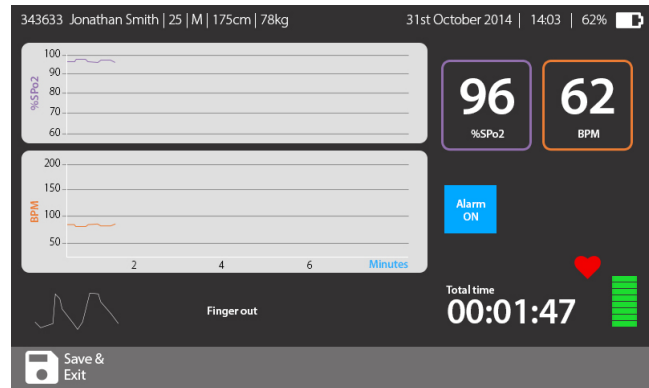 343633 Jonathan Smith | 25 | M | 175cm | 78kg
31st October 2014 | 14:03 | 62%
100
90
80
70
60
%SPo2
96
%SPo2
62
BPM
200
150
100
50
BPM
2 4 6 Minutes
Alarm
ON
Finger out
Total time
00:01:47
Save &
Exit